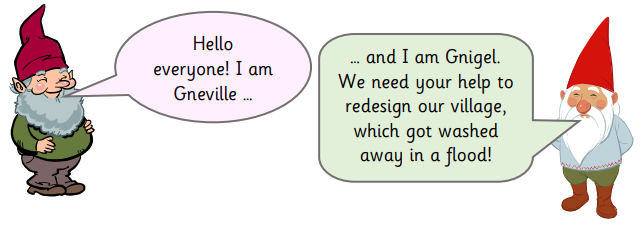 Hello
everyone! I am
Gneville ...
... and I am Gnigel.
We need your help to
redesign our village,
which got washed
away in a flood!